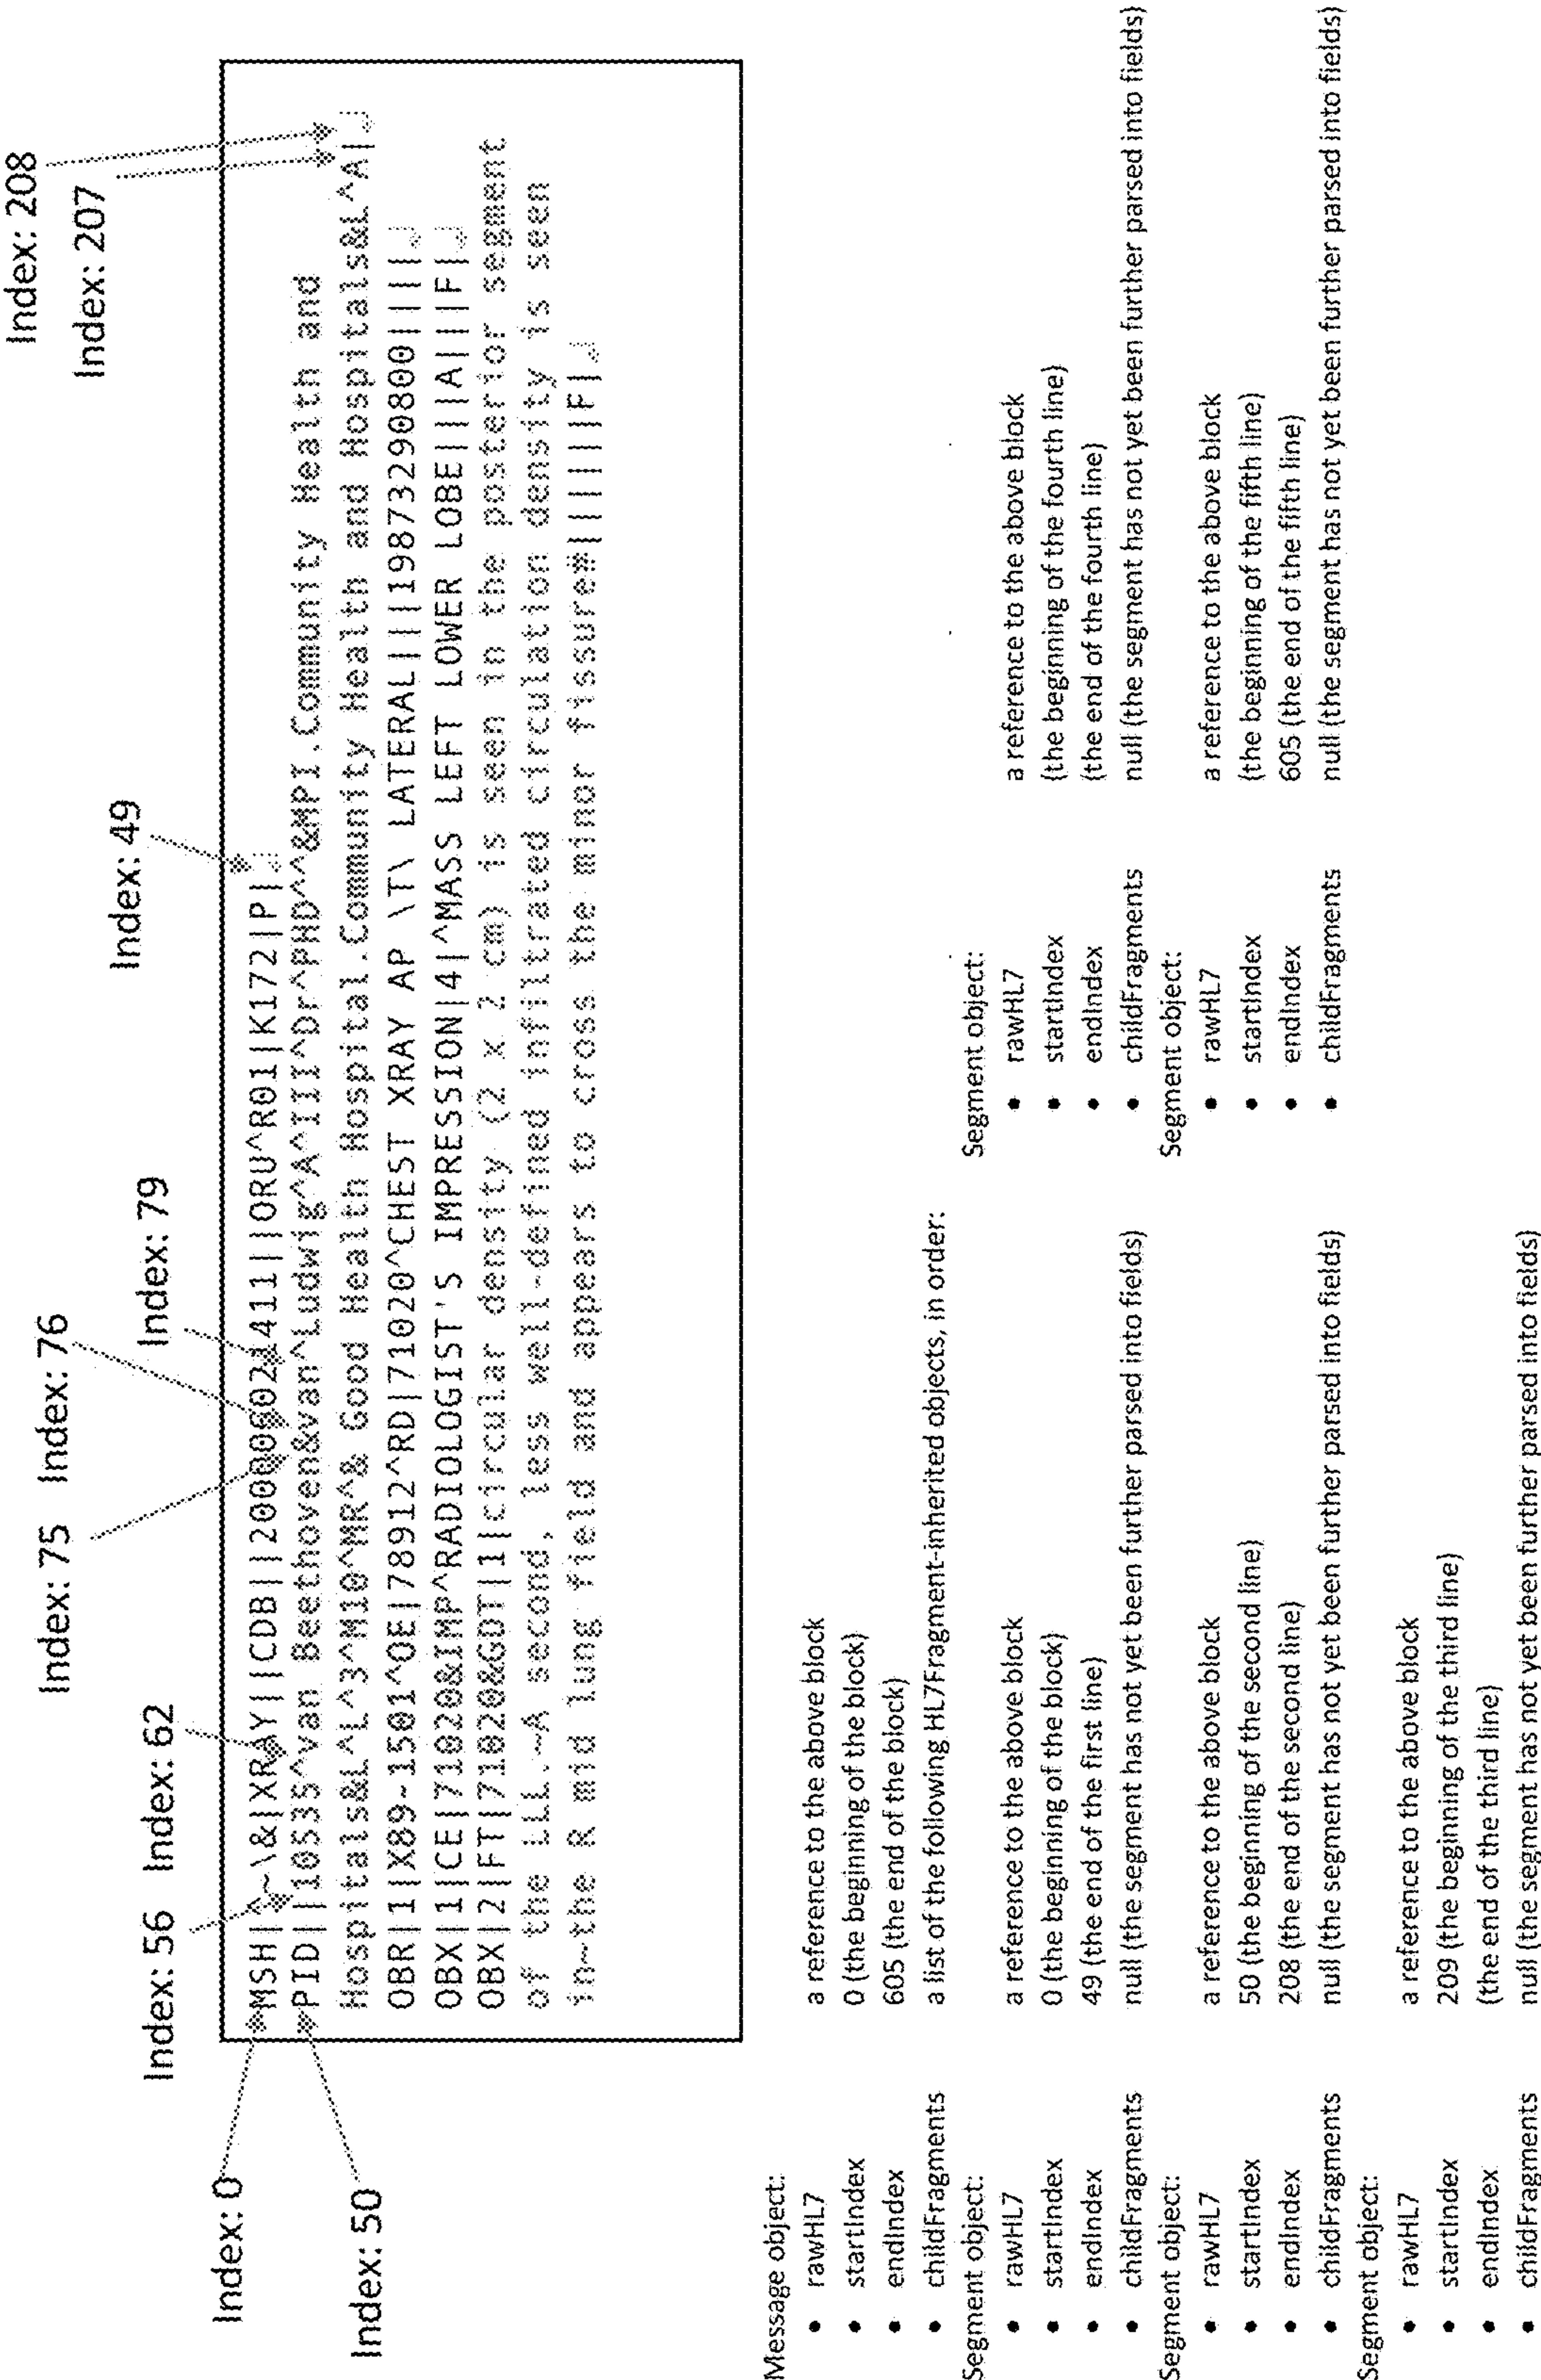 Index: 208
Index: 207
Index: 49
Index: 79
Index: 76
Index: 75
Index: 62
Index: 56
Index: 0
Index: 50
MSH|^~\&|XRAY||CDB||200006021411||ORU^R01|K172|P|
PID||10535^van Beethoven&van^Ludwig^A^III^Dr^PHD^^&MPI.Community Health and
Hospitals&L^L^3^M10^MR^& Good Health Hospital.Community Health and Hospitals&L^A|
OBR|1|X89-1501^OE|78912^RD|71020^CHEST XRAY AP \T\ LATERAL|||19873290800||||
OBX|1|CE|71020&IMP^RADIOLOGIST'S IMPRESSION|4|^MASS LEFT LOWER LOBE|||A|||F|
OBX|2|FT|71020&GDT|1|circular density (2 x 2 cm) is seen in the posterior segment
of the LLL.~A second, less well-defined infiltrated circulation density is seen
in~the R mid lung field and appears to cross the minor fissure#||||||F|
Message object:
• rawHL7 a reference to the above block
• startIndex 0 (the beginning of the block)
• endIndex 605 (the end of the block)
• childFragments a list of the following HL7Fragment-inherited objects, in order:
Segment object:
• rawHL7 a reference to the above block
• startIndex 0 (the beginning of the block)
• endIndex 49 (the end of the first line)
• childFragments null (the segment has not yet been further parsed into fields)
Segment object:
• rawHL7 a reference to the above block
• startIndex 50 (the beginning of the second line)
• endIndex 208 (the end of the second line)
• childFragments null (the segment has not yet been further parsed into fields)
Segment object:
• rawHL7 a reference to the above block
• startIndex 209 (the beginning of the third line)
• endIndex (the end of the third line)
• childFragments null (the segment has not yet been further parsed into fields)
Segment object:
• rawHL7 a reference to the above block
• startIndex (the beginning of the fourth line)
• endIndex (the end of the fourth line)
• childFragments null (the segment has not yet been further parsed into fields)
Segment object:
• rawHL7 a reference to the above block
• startIndex (the beginning of the fifth line)
• endIndex 605 (the end of the fifth line)
• childFragments null (the segment has not yet been further parsed into fields)